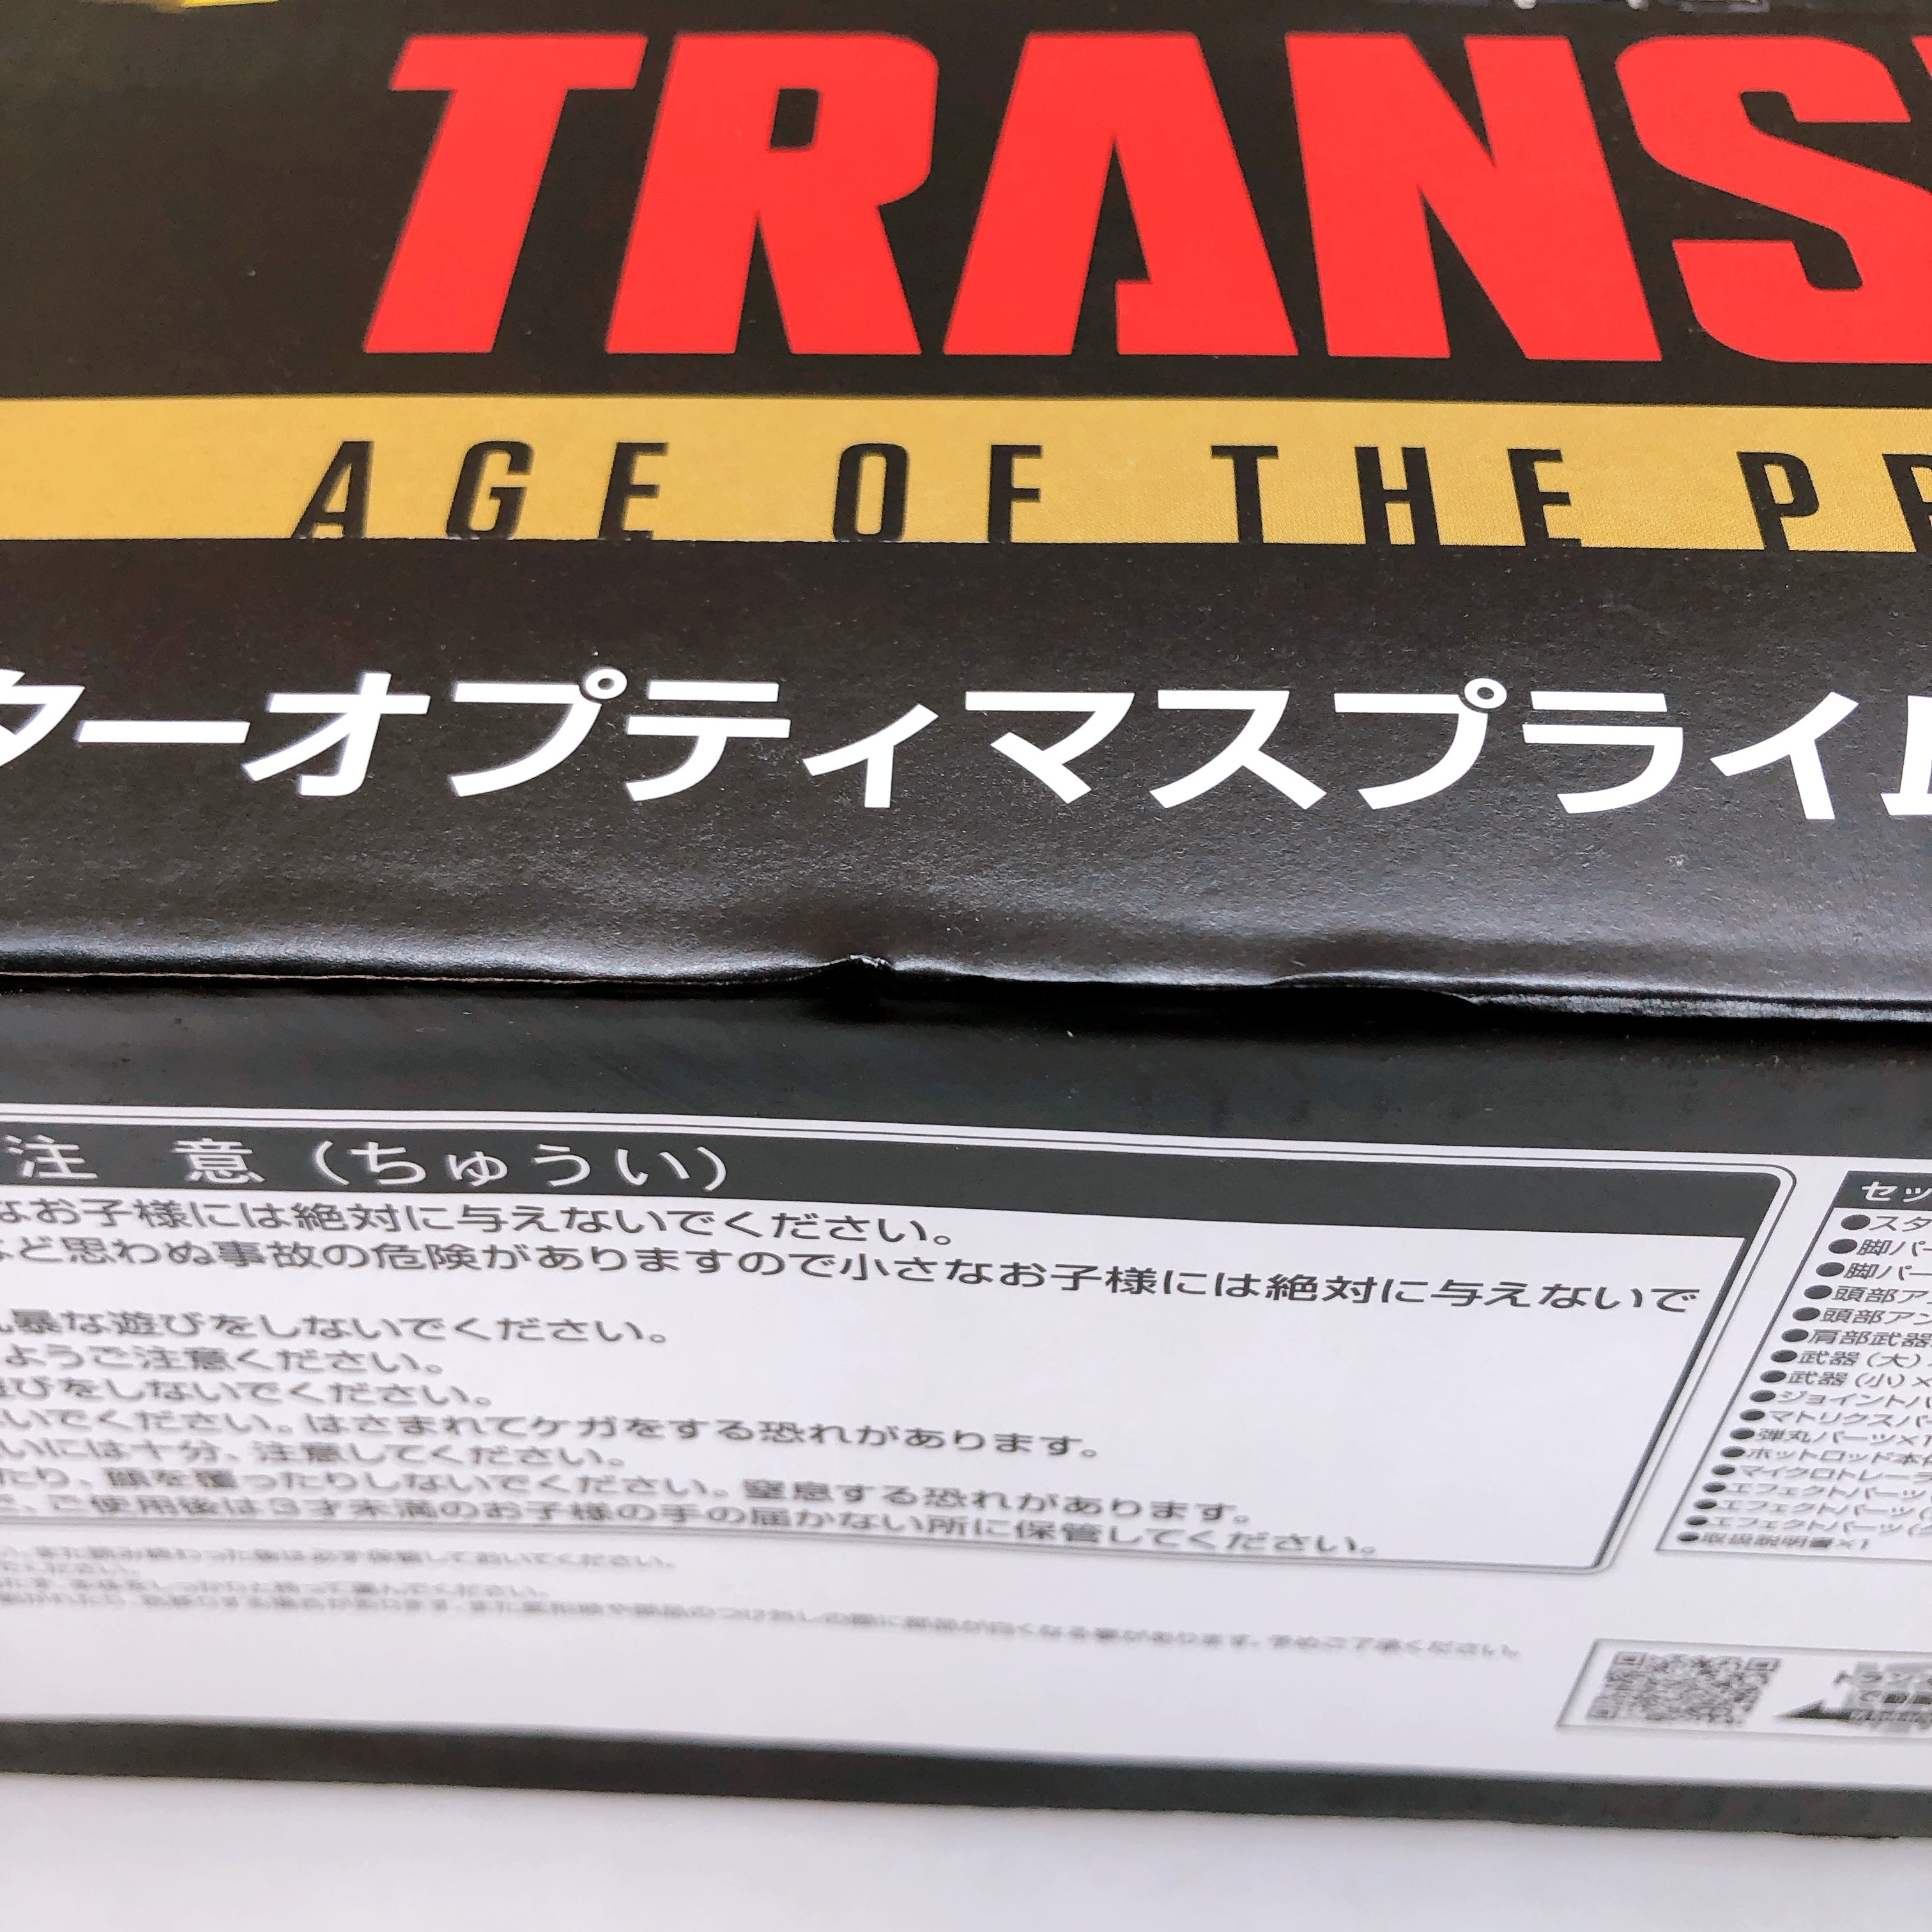 TRANS
AGE OF THE PR
ターオプティマスプライ
注 意（ちゅうい）
なお子様には絶対に与えないでください。
など思わぬ事故の危険がありますので小さなお子様には絶対に与えないで
暴な遊びをしないでください。
ようご注意ください。
遊びをしないでください。
いでください。はさまれてケガをする恐れがあります。
いには十分、注意してください。
たり、顔を覆ったりしないでください。窒息する恐れがあります。
ご使用後は3才未満のお子様の手の届かない所に保管してください。
セッ
●スタ
●脚パー
●脚パー
●頭部ア
●頭部アン
●肩部武器
●武器（大）
●武器（小）×
●ジョイントパ
●マトリクスパー
●弾丸パーツ×1
●ホットロッド本体
●マイクロトレーラ
●エフェクトパーツ
●エフェクトパーツ
●エフェクトパーツ
●取扱説明書×1